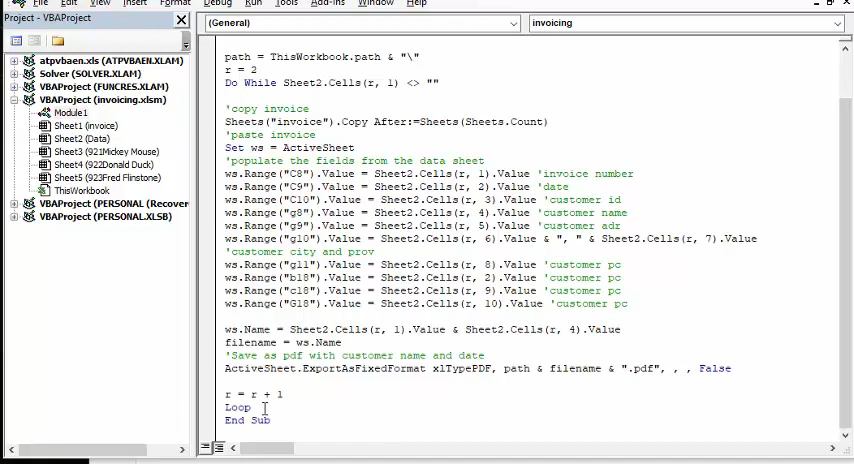 File Edit View Insert Format Debug Run Tools Add-Ins Window Help
Project - VBAProject
(General)
invoicing
atpvbaen.xls (ATPVBAEN.XLAM)
Solver (SOLVER.XLAM)
VBAProject (FUNCRES.XLAM)
VBAProject (invoicing.xlsm)
Module1
Sheet1 (invoice)
Sheet2 (Data)
Sheet3 (921Mickey Mouse)
Sheet4 (922Donald Duck)
Sheet5 (923Fred Flinstone)
ThisWorkbook
VBAProject (PERSONAL (Recover
VBAProject (PERSONAL.XLSB)
path = ThisWorkbook.path & "\"
r = 2
Do While Sheet2.Cells(r, 1) <> ""
'copy invoice
Sheets("invoice").Copy After:=Sheets(Sheets.Count)
'paste invoice
Set ws = ActiveSheet
'populate the fields from the data sheet
ws.Range("C8").Value = Sheet2.Cells(r, 1).Value 'invoice number
ws.Range("C9").Value = Sheet2.Cells(r, 2).Value 'date
ws.Range("C10").Value = Sheet2.Cells(r, 3).Value 'customer id
ws.Range("g8").Value = Sheet2.Cells(r, 4).Value 'customer name
ws.Range("g9").Value = Sheet2.Cells(r, 5).Value 'customer adr
ws.Range("g10").Value = Sheet2.Cells(r, 6).Value & ", " & Sheet2.Cells(r, 7).Value
'customer city and prov
ws.Range("g11").Value = Sheet2.Cells(r, 8).Value 'customer pc
ws.Range("b18").Value = Sheet2.Cells(r, 2).Value 'customer pc
ws.Range("c18").Value = Sheet2.Cells(r, 9).Value 'customer pc
ws.Range("G18").Value = Sheet2.Cells(r, 10).Value 'customer pc
ws.Name = Sheet2.Cells(r, 1).Value & Sheet2.Cells(r, 4).Value
filename = ws.Name
'Save as pdf with customer name and date
ActiveSheet.ExportAsFixedFormat xlTypePDF, path & filename & ".pdf", , , False
r = r + 1
Loop
End Sub